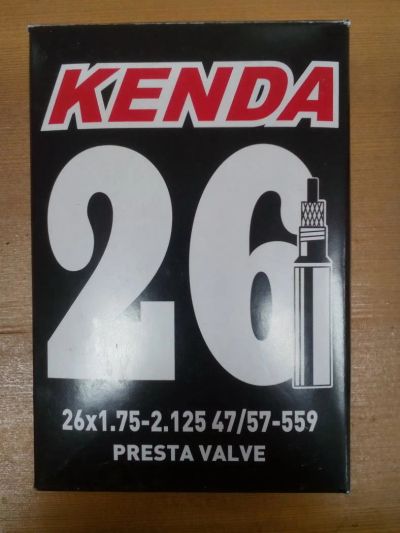 KENDA
26
26x1.75-2.125 47/57-559
PRESTA VALVE